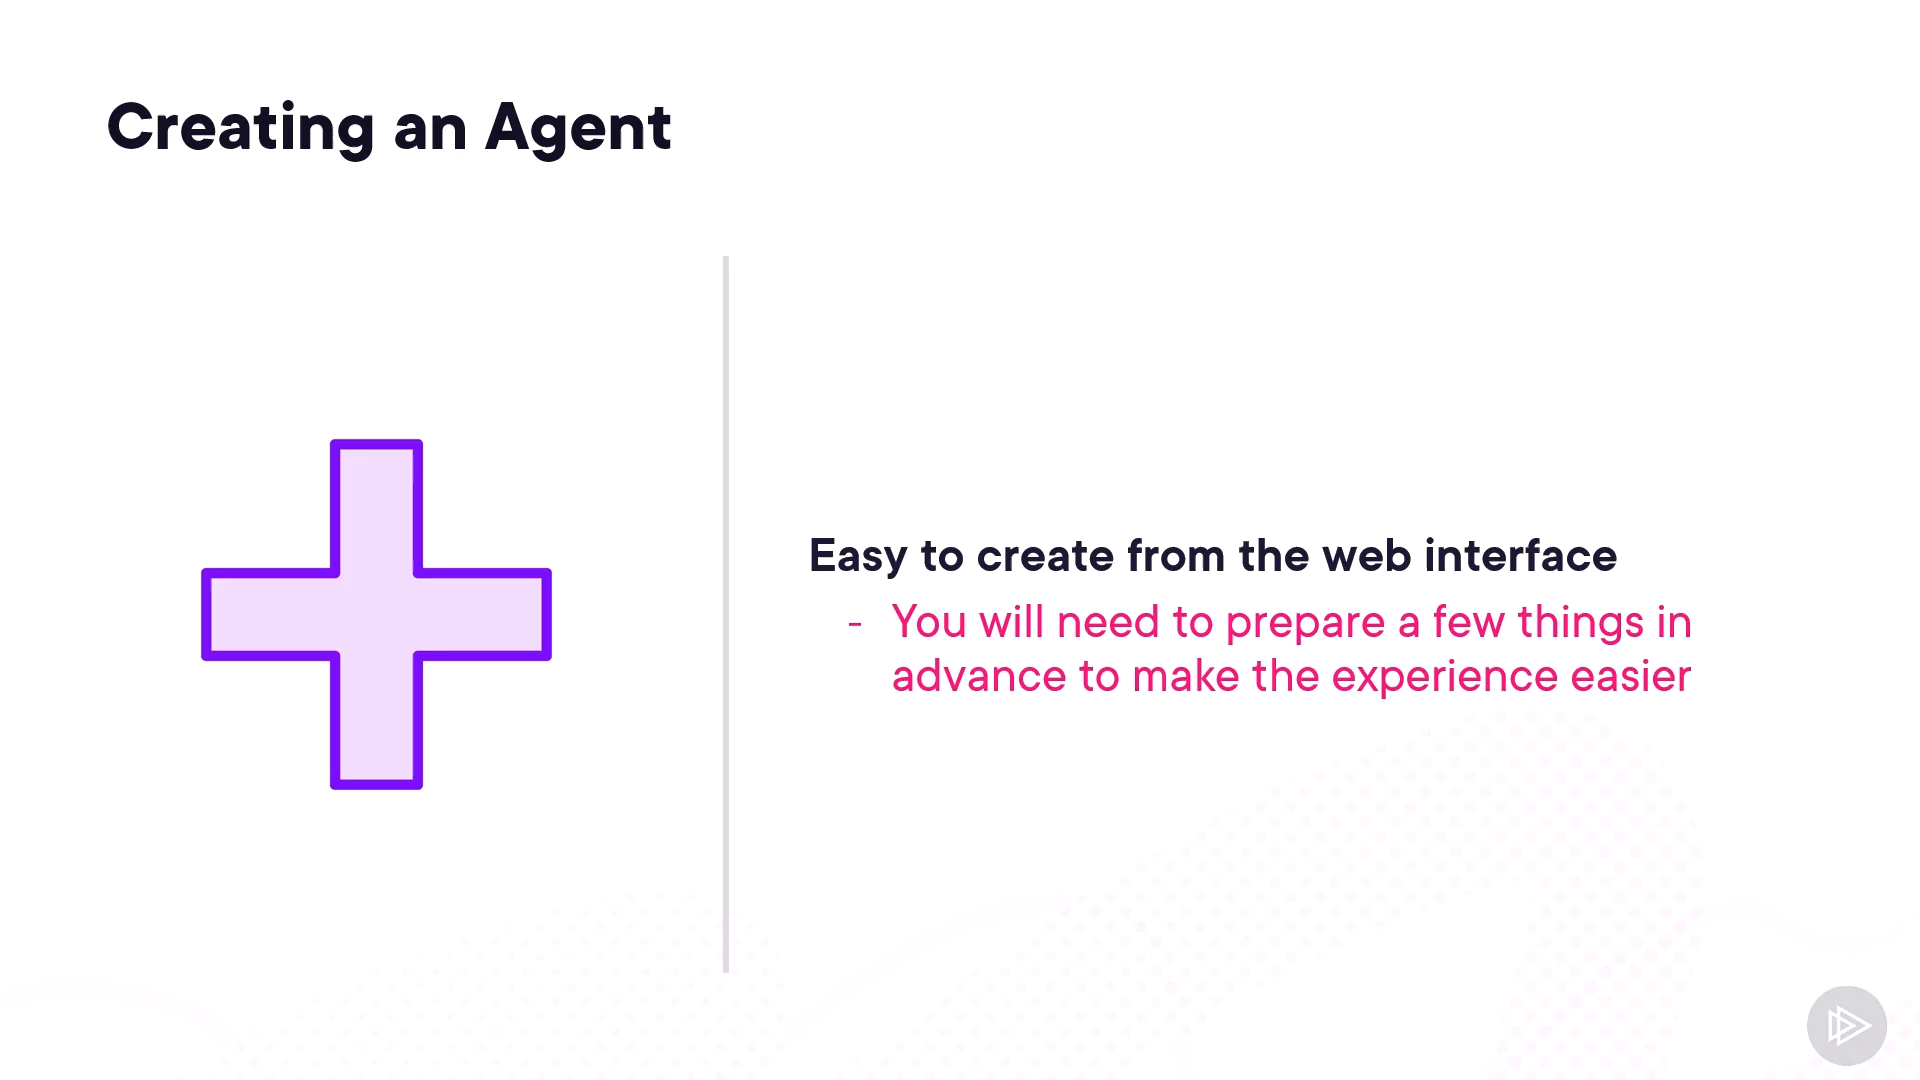 Creating an Agent
Easy to create from the web interface
- You will need to prepare a few things in
advance to make the experience easier